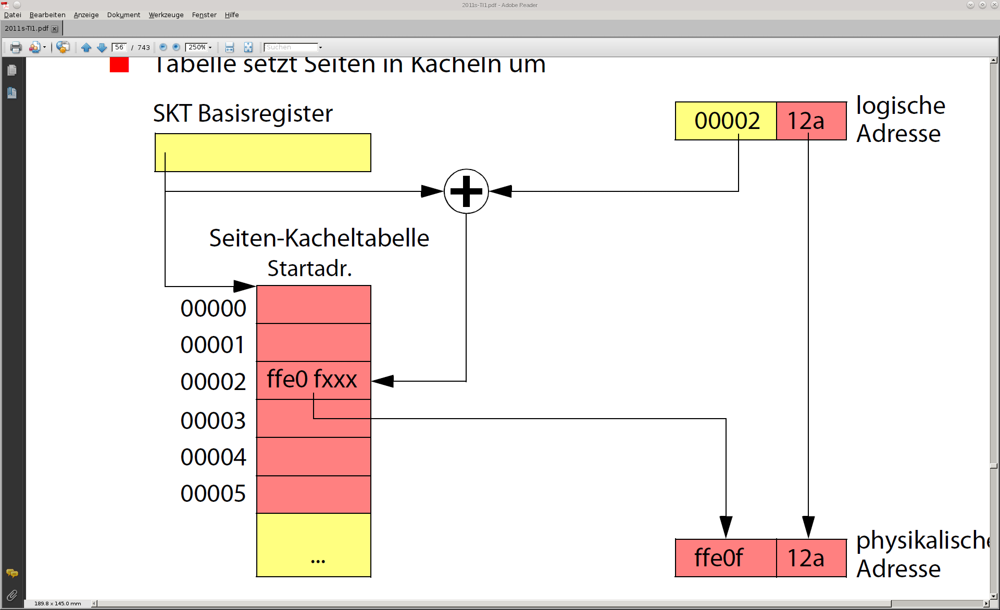 2011s-TI1.pdf - Adobe Reader
Datei Bearbeiten Anzeige Dokument Werkzeuge Fenster Hilfe
2011s-TI1.pdf
56 / 743 250% Suchen
Tabelle setzt Seiten in Kacheln um
SKT Basisregister
00002 12a
logische
Adresse
Seiten-Kacheltabelle
Startadr.
00000
00001
00002 ffe0 fxxx
00003
00004
00005
...
ffe0f 12a
physikalische
Adresse
189.8 x 145.0 mm